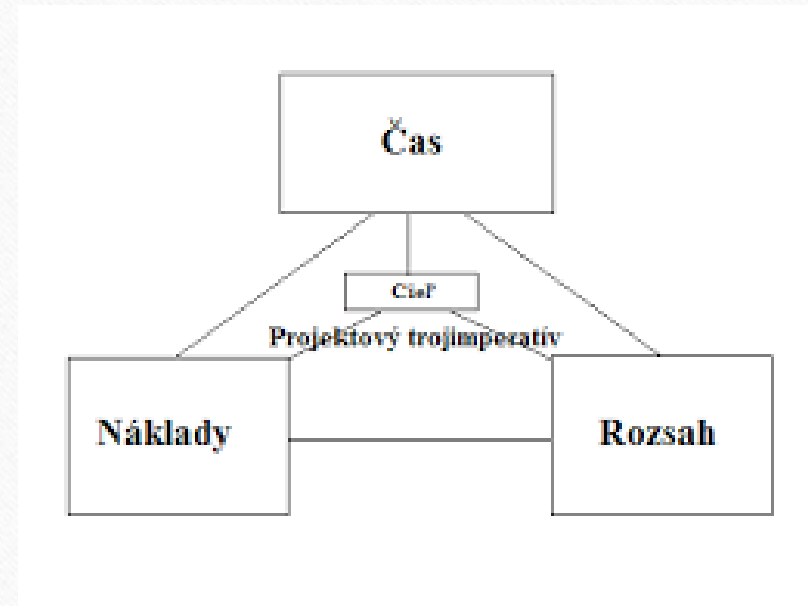 Čas
Cieľ
Projektový trojimperatív
Náklady
Rozsah